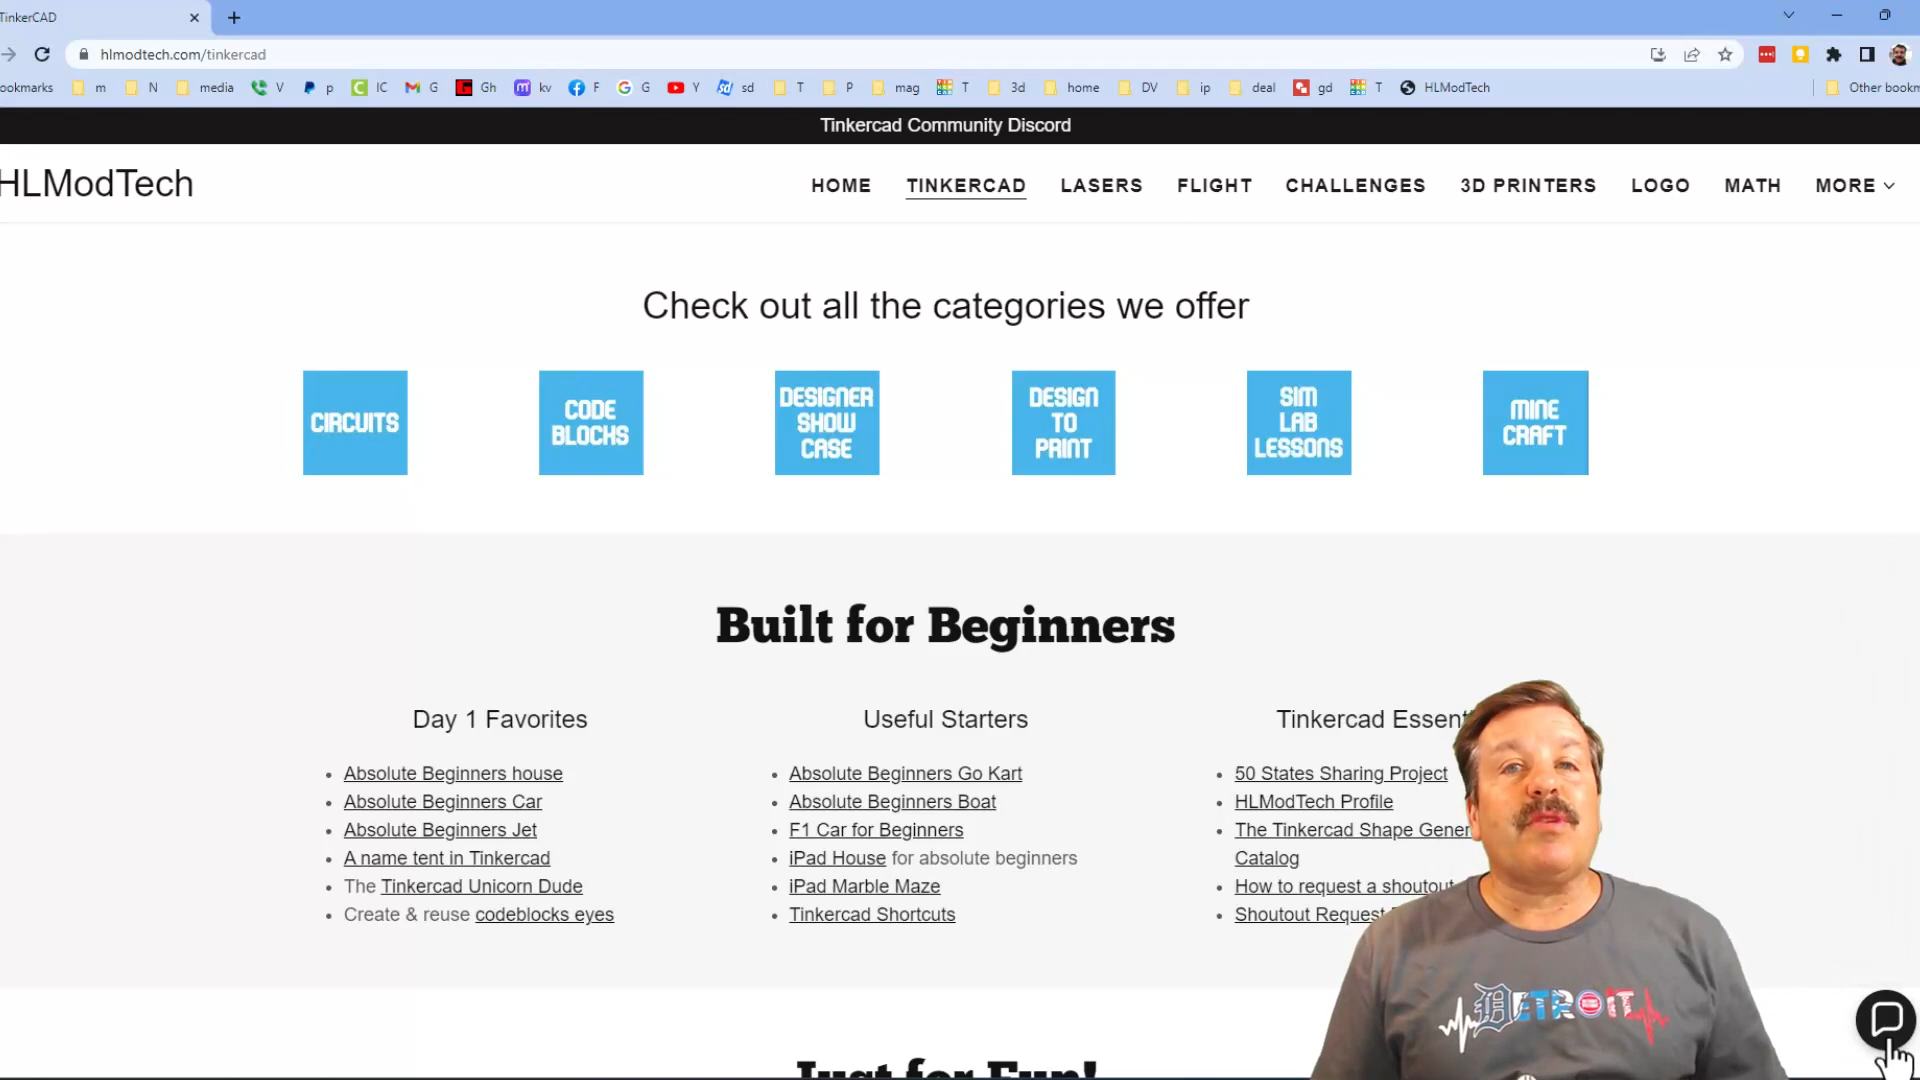 TinkerCAD
hlmodtech.com/tinkercad
ookmarks m N media V p IC G Gh kv F G Y sd T P mag T 3d home DV ip deal gd T HLModTech Other bookm
Tinkercad Community Discord
HLModTech HOME TINKERCAD LASERS FLIGHT CHALLENGES 3D PRINTERS LOGO MATH MORE
Check out all the categories we offer
CIRCUITS
CODE
BLOCKS
DESIGNER
SHOW
CASE
DESIGN
TO
PRINT
SIM
LAB
LESSONS
MINE
CRAFT
Built for Beginners
Day 1 Favorites
Absolute Beginners house
Absolute Beginners Car
Absolute Beginners Jet
A name tent in Tinkercad
The Tinkercad Unicorn Dude
Create & reuse codeblocks eyes
Useful Starters
Absolute Beginners Go Kart
Absolute Beginners Boat
F1 Car for Beginners
iPad House for absolute beginners
iPad Marble Maze
Tinkercad Shortcuts
Tinkercad Essent
50 States Sharing Project
HLModTech Profile
The Tinkercad Shape Gener
Catalog
How to request a shoutout
Shoutout Request
DETROIT
Just for Fun!